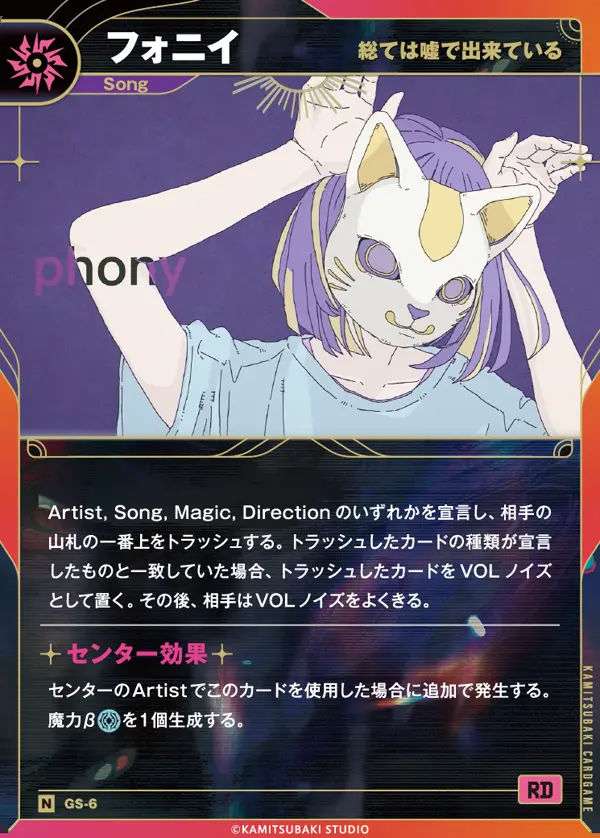 フォニイ
総ては嘘で出来ている
Song
phony
Artist, Song, Magic, Direction のいずれかを宣言し、相手の
山札の一番上をトラッシュする。トラッシュしたカードの種類が宣言
したものと一致していた場合、トラッシュしたカードをVOL ノイズ
として置く。その後、相手はVOLノイズをよくきる。
センター効果
センターのArtistでこのカードを使用した場合に追加で発生する。
魔力βを1個生成する。
KAMITSUBAKI CARDGAME
RD
N GS-6
©KAMITSUBAKI STUDIO